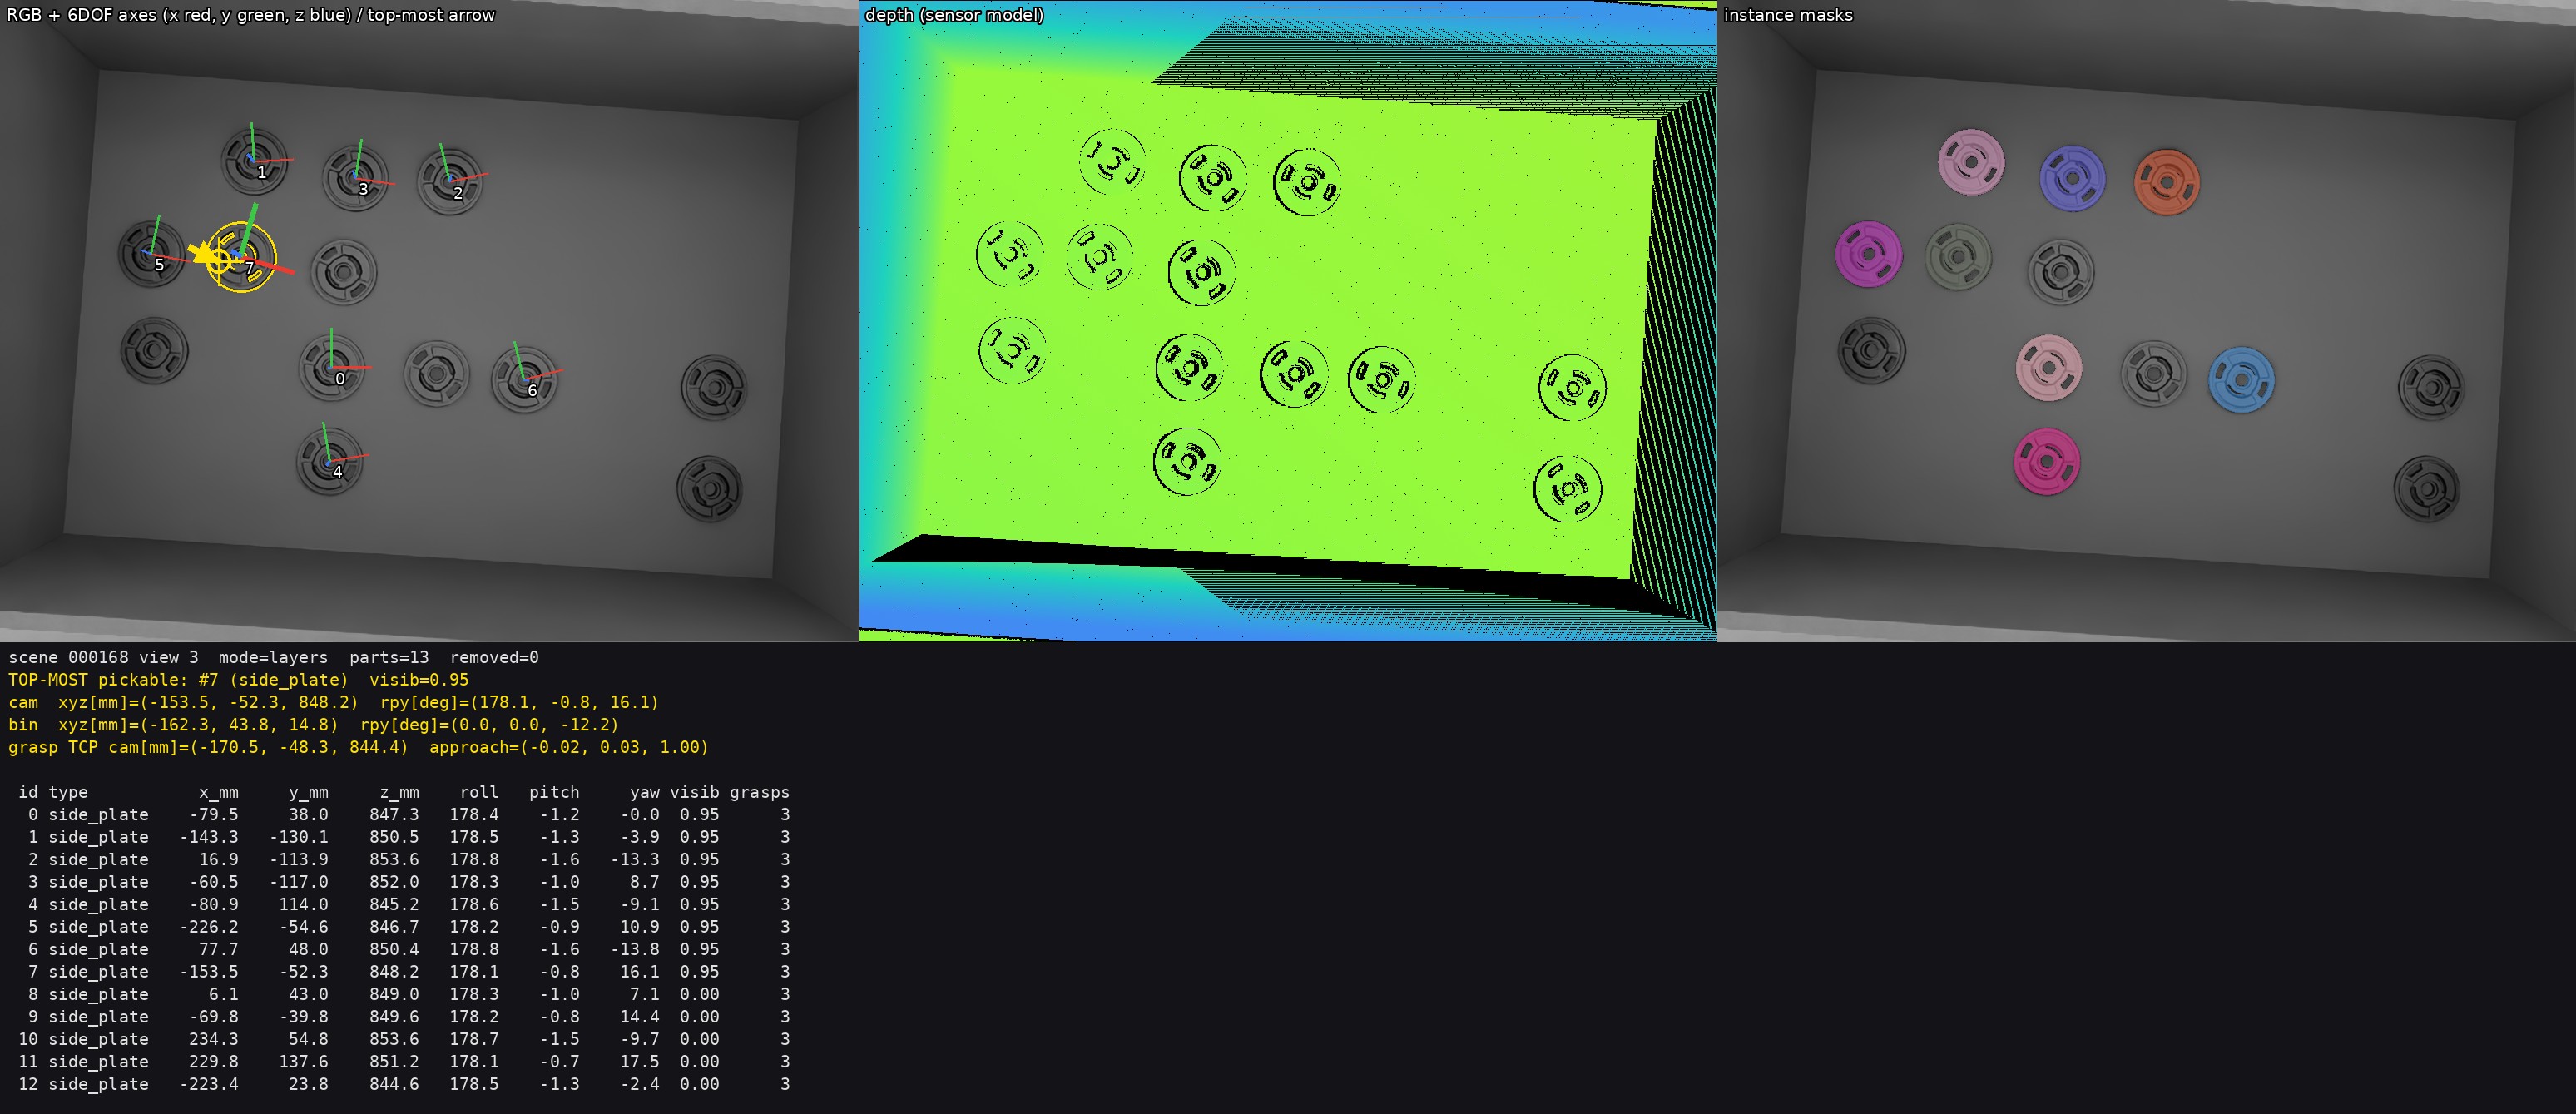 RGB + 6DOF axes (x red, y green, z blue) / top-most arrow
depth (sensor model)
instance masks
1
3
2
5
7
0
6
4
scene 000168 view 3  mode=layers  parts=13  removed=0
TOP-MOST pickable: #7 (side_plate)  visib=0.95
cam  xyz[mm]=(-153.5, -52.3, 848.2)  rpy[deg]=(178.1, -0.8, 16.1)
bin  xyz[mm]=(-162.3, 43.8, 14.8)  rpy[deg]=(0.0, 0.0, -12.2)
grasp TCP cam[mm]=(-170.5, -48.3, 844.4)  approach=(-0.02, 0.03, 1.00)
id type x_mm y_mm z_mm roll pitch yaw visib grasps
0 side_plate -79.5 38.0 847.3 178.4 -1.2 -0.0 0.95 3
1 side_plate -143.3 -130.1 850.5 178.5 -1.3 -3.9 0.95 3
2 side_plate 16.9 -113.9 853.6 178.8 -1.6 -13.3 0.95 3
3 side_plate -60.5 -117.0 852.0 178.3 -1.0 8.7 0.95 3
4 side_plate -80.9 114.0 845.2 178.6 -1.5 -9.1 0.95 3
5 side_plate -226.2 -54.6 846.7 178.2 -0.9 10.9 0.95 3
6 side_plate 77.7 48.0 850.4 178.8 -1.6 -13.8 0.95 3
7 side_plate -153.5 -52.3 848.2 178.1 -0.8 16.1 0.95 3
8 side_plate 6.1 43.0 849.0 178.3 -1.0 7.1 0.00 3
9 side_plate -69.8 -39.8 849.6 178.2 -0.8 14.4 0.00 3
10 side_plate 234.3 54.8 853.6 178.7 -1.5 -9.7 0.00 3
11 side_plate 229.8 137.6 851.2 178.1 -0.7 17.5 0.00 3
12 side_plate -223.4 23.8 844.6 178.5 -1.3 -2.4 0.00 3